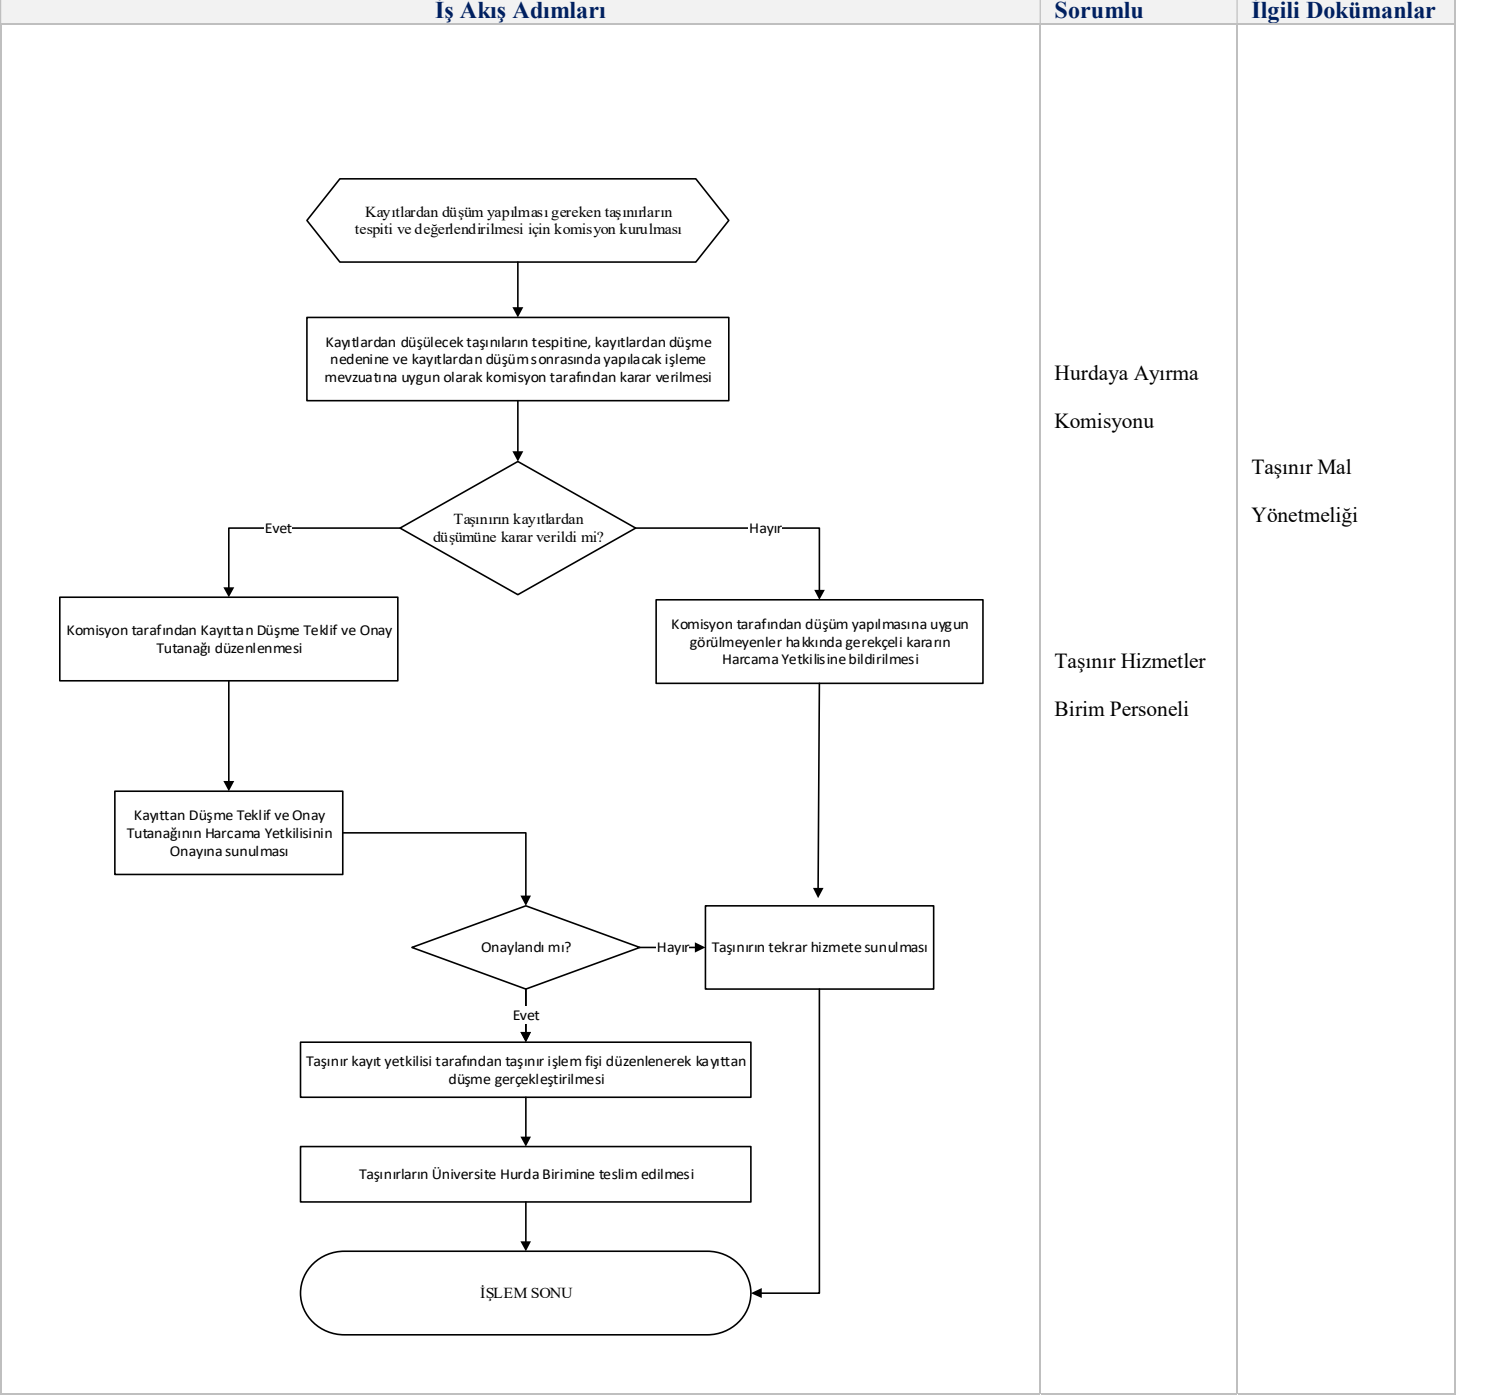 İş Akış Adımları
Sorumlu
İlgili Dokümanlar
Kayıtlardan düşüm yapılması gereken taşınırların
tespiti ve değerlendirilmesi için komisyon kurulması
Kayıtlardan düşülecek taşınıların tespitine, kayıtlardan düşme
nedenine ve kayıtlardan düşüm sonrasında yapılacak işleme
mevzuatına uygun olarak komisyon tarafından karar verilmesi
Taşınırın kayıtlardan
düşümüne karar verildi mi?
Evet
Hayır
Komisyon tarafından Kayıttan Düşme Teklif ve Onay
Tutanağı düzenlenmesi
Komisyon tarafından düşüm yapılmasına uygun
görülmeyenler hakkında gerekçeli kararın
Harcama Yetkilisine bildirilmesi
Kayıttan Düşme Teklif ve Onay
Tutanağının Harcama Yetkilisinin
Onayına sunulması
Onaylandı mı?
Hayır
Taşınırın tekrar hizmete sunulması
Evet
Taşınır kayıt yetkilisi tarafından taşınır işlem fişi düzenlenerek kayıttan
düşme gerçekleştirilmesi
Taşınırların Üniversite Hurda Birimine teslim edilmesi
İŞLEM SONU
Hurdaya Ayırma
Komisyonu
Taşınır Hizmetler
Birim Personeli
Taşınır Mal
Yönetmeliği